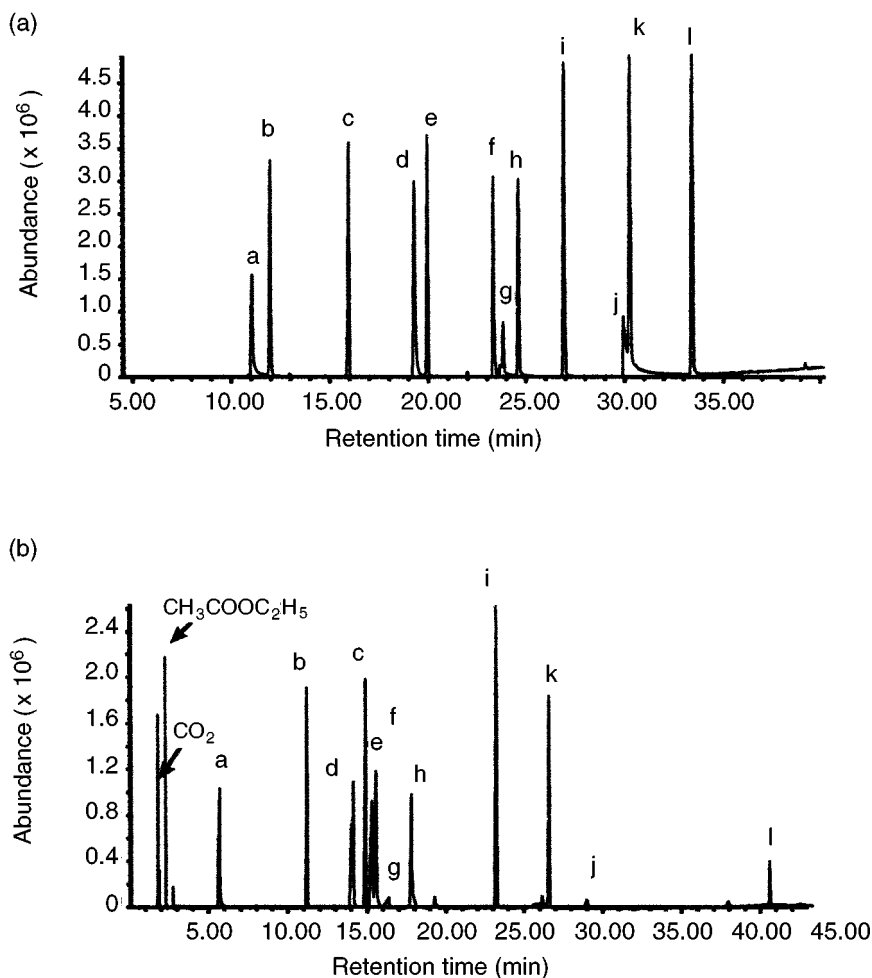 (a)
Abundance (x 10⁶)
4.5
4.0
3.5
3.0
2.5
2.0
1.5
1.0
0.5
0
a
b
c
d
e
f
g
h
i
j
k
l
5.00 10.00 15.00 20.00 25.00 30.00 35.00
Retention time (min)
(b)
Abundance (x 10⁶)
2.4
2.0
1.6
1.2
0.8
0.4
0
CH₃COOC₂H₅
CO₂
a
b
c
d
e
f
g
h
i
k
j
l
5.00 10.00 15.00 20.00 25.00 30.00 35.00 40.00 45.00
Retention time (min)